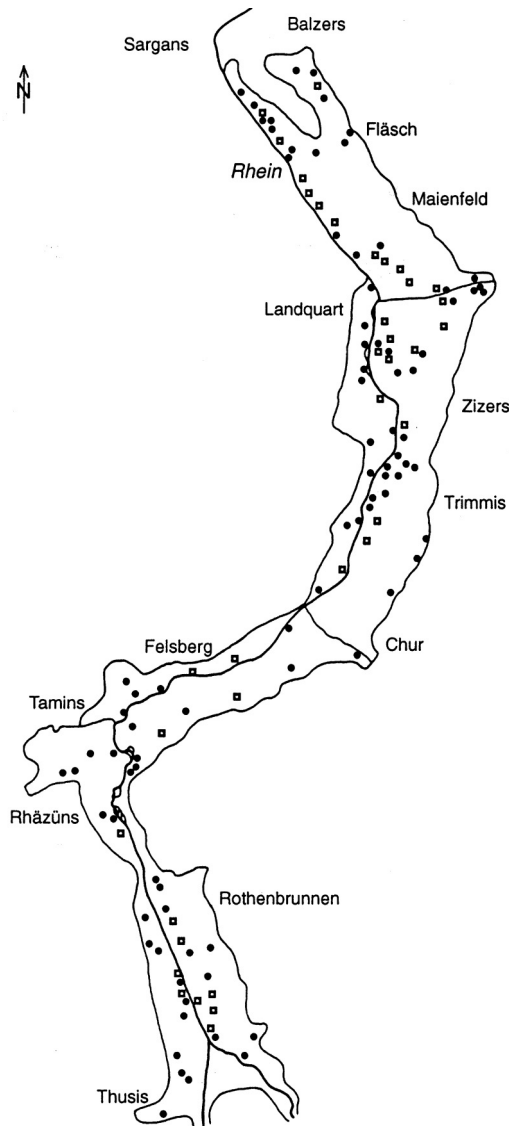 Balzers
Sargans
N
Fläsch
Rhein
Maienfeld
Landquart
Zizers
Trimmis
Felsberg
Chur
Tamins
Rhäzüns
Rothenbrunnen
Thusis